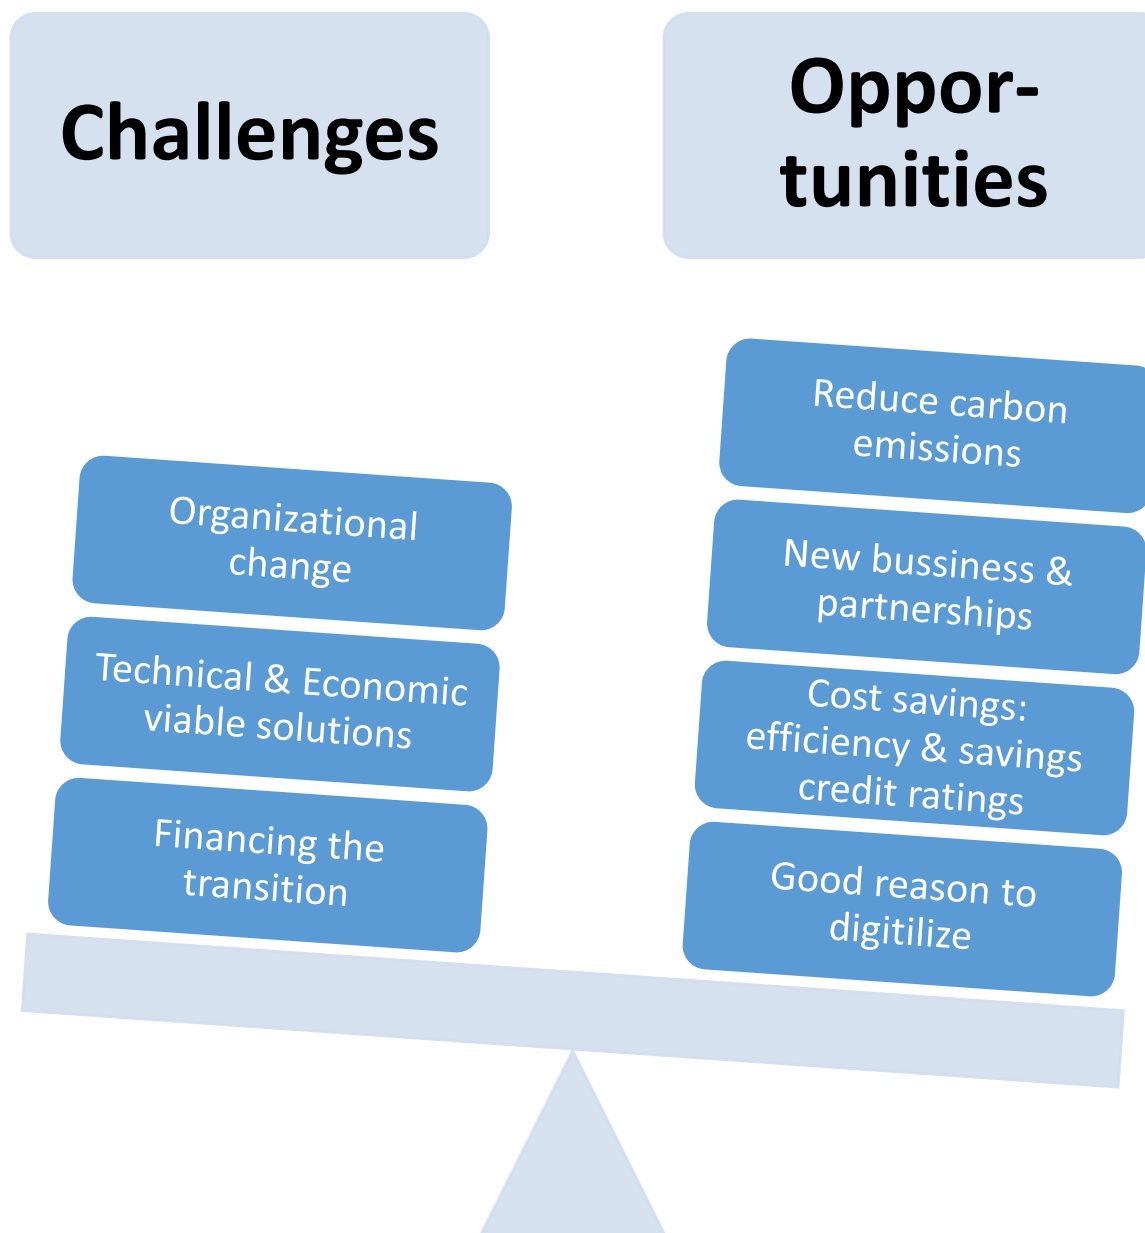 Challenges
Oppor-
tunities
Organizational
change
Technical & Economic
viable solutions
Financing the
transition
Reduce carbon
emissions
New bussiness &
partnerships
Cost savings:
efficiency & savings
credit ratings
Good reason to
digitilize